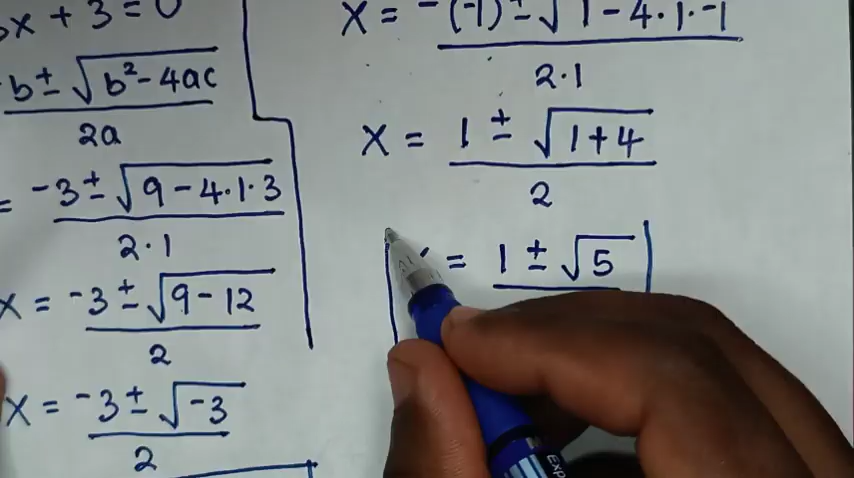 x + 3 = 0
-b ± √(b² - 4ac)
2a
= -3 ± √(9 - 4·1·3)
2·1
x = -3 ± √(9 - 12)
2
x = -3 ± √(-3)
2
x = -(-1) ± √(1 - 4·1·-1)
2·1
x = 1 ± √(1+4)
2
= 1 ± √5
Exp